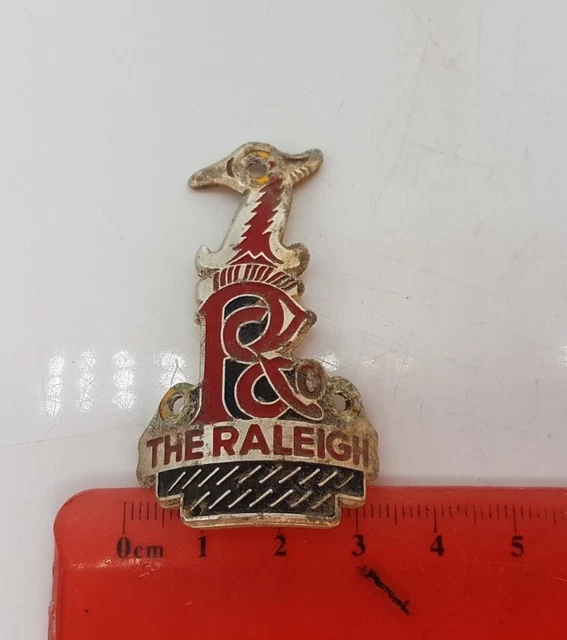 R
THE RALEIGH
0cm 1 2 3 4 5